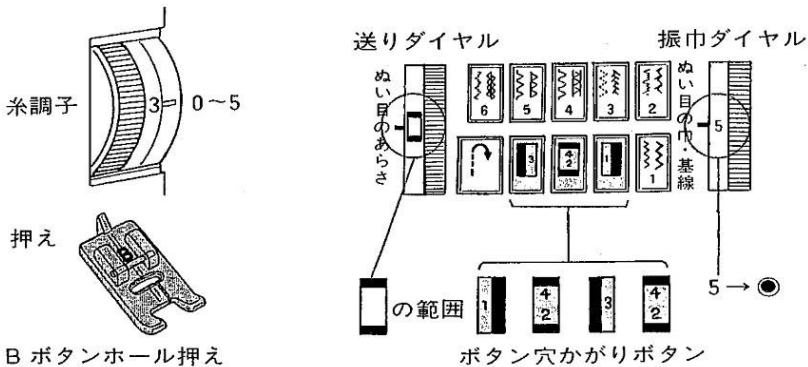 糸調子
3
0～5
押え
B
B ボタンホール押え
送りダイヤル
振巾ダイヤル
ぬい目のあらさ
6
5
4
3
2
ぬい目の巾・基線
5
3
4
2
1
1
の範囲
1
4
2
3
4
2
5→
ボタン穴かがりボタン